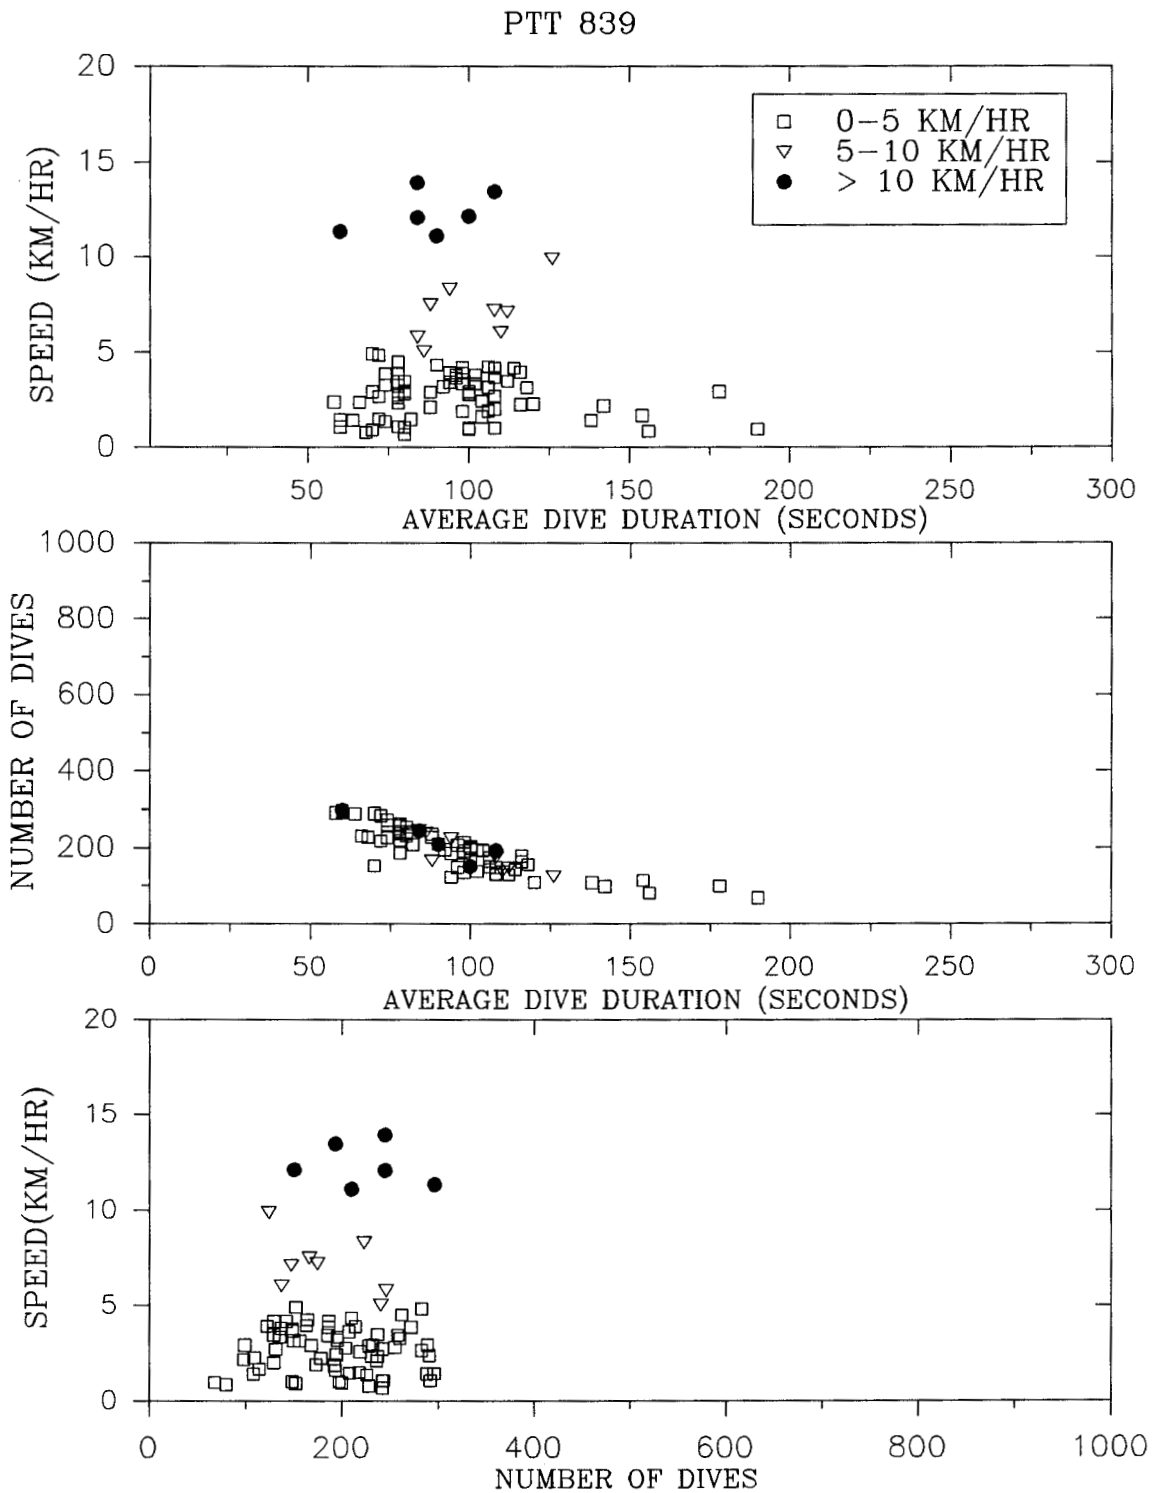 PTT 839
20
15
10
5
0
SPEED (KM/HR)
0-5 KM/HR
5-10 KM/HR
> 10 KM/HR
50 100 150 200 250 300
AVERAGE DIVE DURATION (SECONDS)
1000
800
600
400
200
0
NUMBER OF DIVES
0 50 100 150 200 250 300
AVERAGE DIVE DURATION (SECONDS)
20
15
10
5
0
SPEED(KM/HR)
0 200 400 600 800 1000
NUMBER OF DIVES